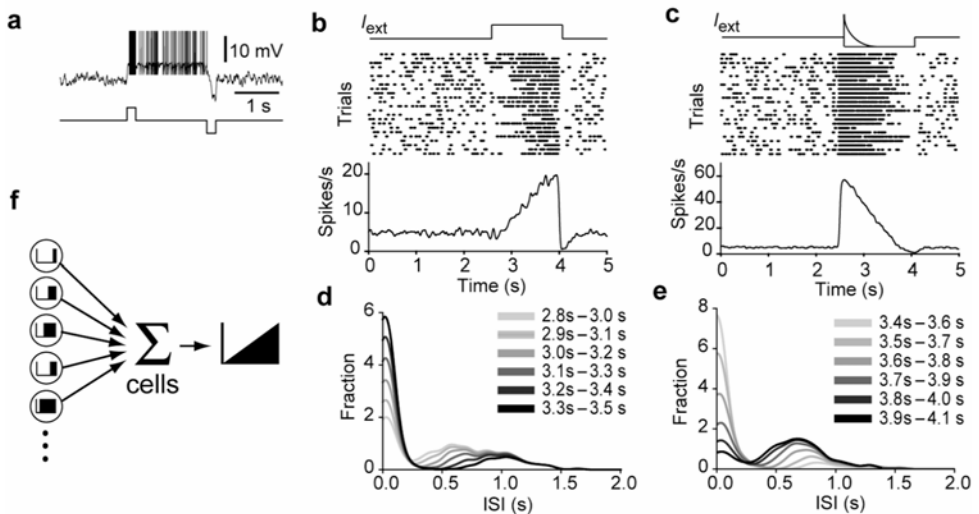 a
10 mV
1 s
b
I_ext
Trials
Spikes/s
20
10
0
0 1 2 3 4 5
Time (s)
c
I_ext
Trials
Spikes/s
60
40
20
0
0 1 2 3 4 5
Time (s)
f
Σ
cells
d
Fraction
6
4
2
0
2.8s–3.0 s
2.9s–3.1 s
3.0s–3.2 s
3.1s–3.3 s
3.2s–3.4 s
3.3s–3.5 s
0 0.5 1.0 1.5 2.0
ISI (s)
e
Fraction
8
6
4
2
0
3.4s–3.6 s
3.5s–3.7 s
3.6s–3.8 s
3.7s–3.9 s
3.8s–4.0 s
3.9s–4.1 s
0 0.5 1.0 1.5 2.0
ISI (s)